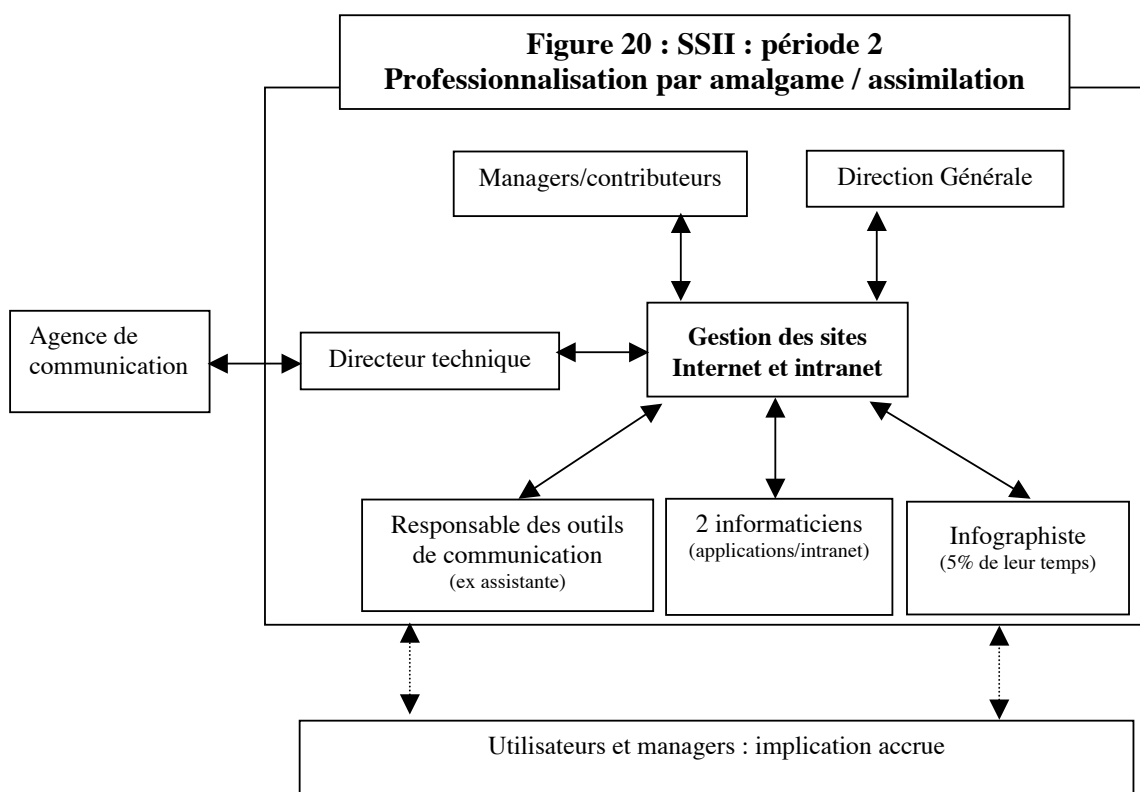 Figure 20 : SSII : période 2
Professionnalisation par amalgame / assimilation
Managers/contributeurs
Direction Générale
Agence de
communication
Directeur technique
Gestion des sites
Internet et intranet
Responsable des outils
de communication
(ex assistante)
2 informaticiens
(applications/intranet)
Infographiste
(5% de leur temps)
Utilisateurs et managers : implication accrue